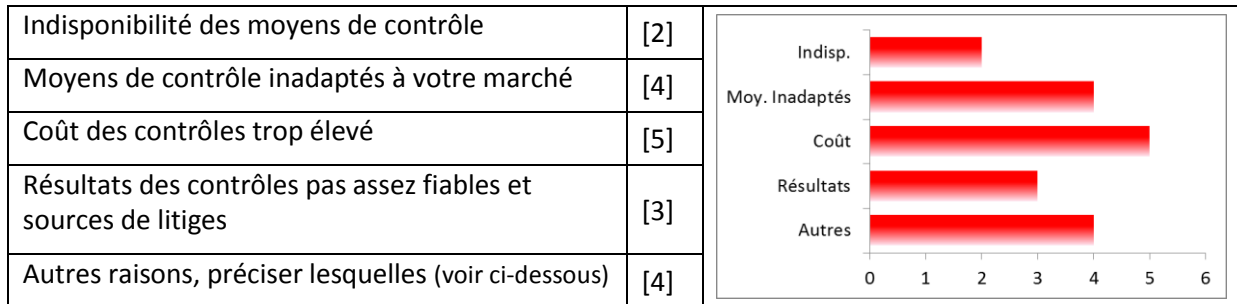 Indisponibilité des moyens de contrôle [2]
Moyens de contrôle inadaptés à votre marché [4]
Coût des contrôles trop élevé [5]
Résultats des contrôles pas assez fiables et
sources de litiges [3]
Autres raisons, préciser lesquelles (voir ci-dessous) [4]
Indisp.
Moy. Inadaptés
Coût
Résultats
Autres
0 1 2 3 4 5 6